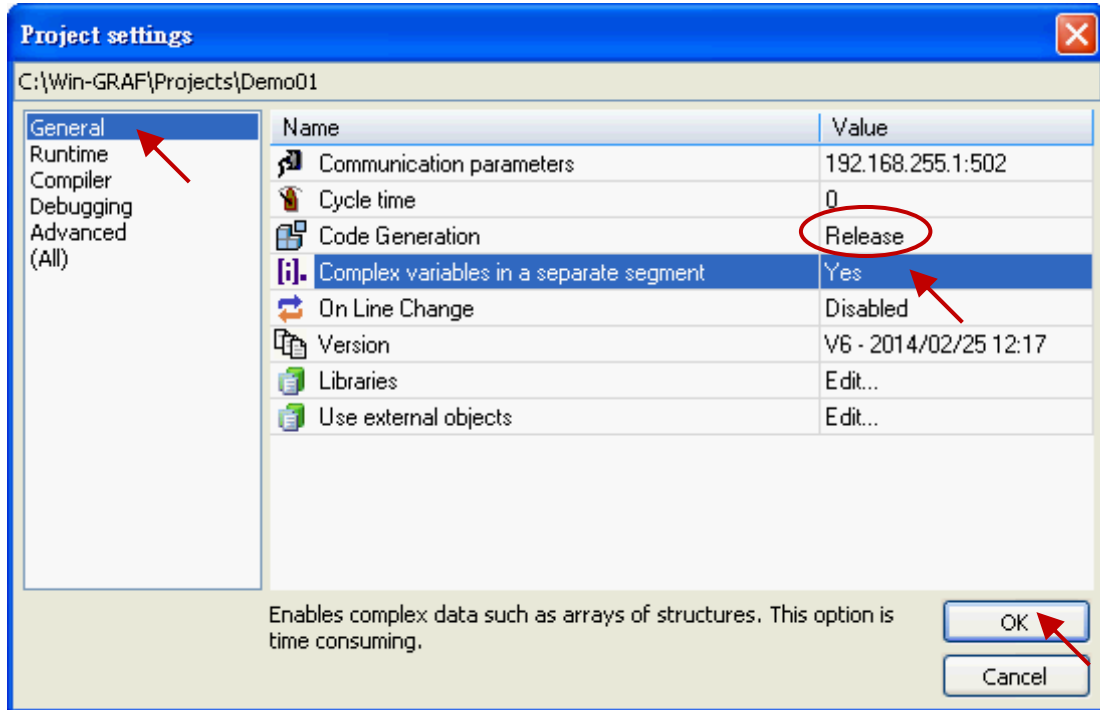 Project settings
C:\Win-GRAF\Projects\Demo01
General
Runtime
Compiler
Debugging
Advanced
(All)
Name Value
Communication parameters 192.168.255.1:502
Cycle time 0
Code Generation Release
[i]. Complex variables in a separate segment Yes
On Line Change Disabled
Version V6 - 2014/02/25 12:17
Libraries Edit...
Use external objects Edit...
Enables complex data such as arrays of structures. This option is
time consuming.
OK
Cancel